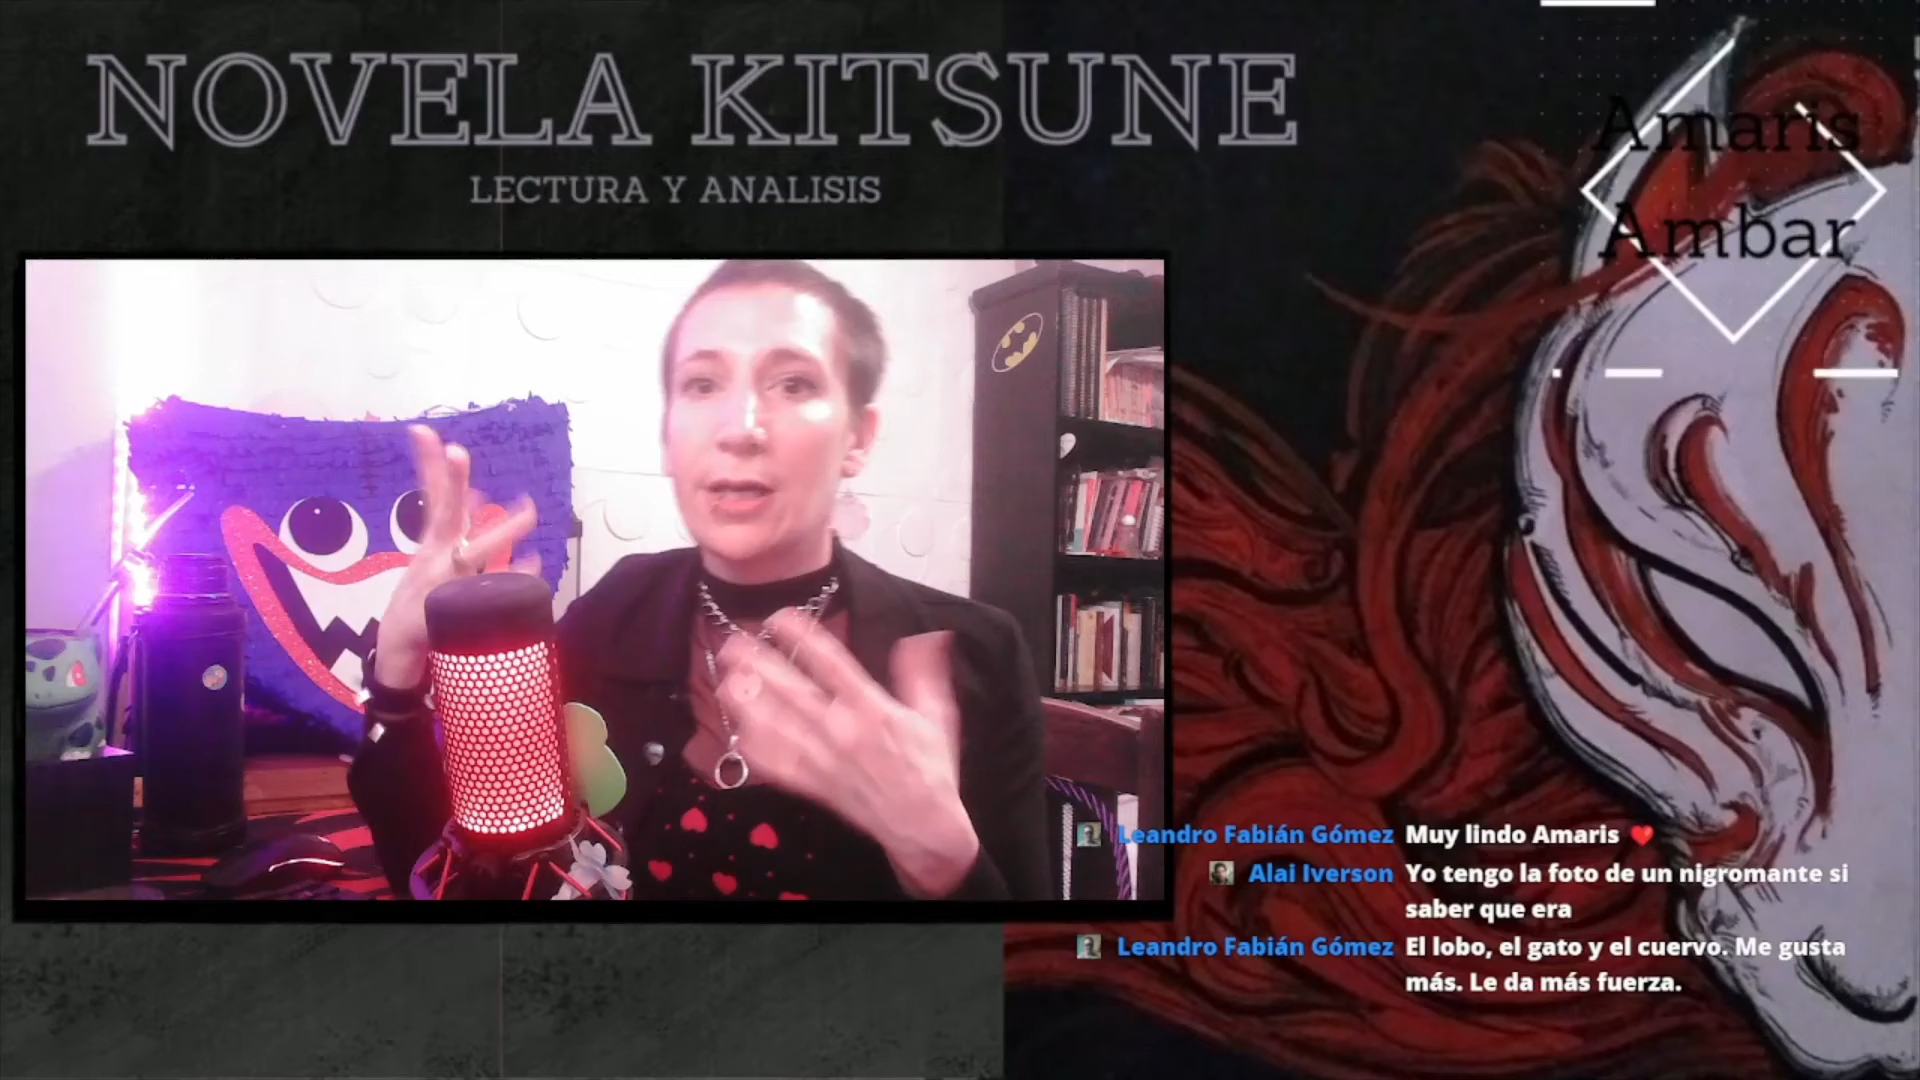 NOVELA KITSUNE
LECTURA Y ANALISIS
Amaris
Ambar
Leandro Fabián Gómez Muy lindo Amaris ❤️
Alai Iverson Yo tengo la foto de un nigromante si
saber que era
Leandro Fabián Gómez El lobo, el gato y el cuervo. Me gusta
más. Le da más fuerza.